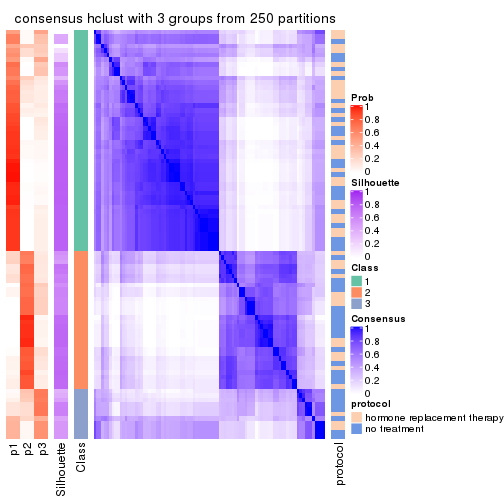 consensus hclust with 3 groups from 250 partitions
Prob
1
0.8
0.6
0.4
0.2
0
Silhouette
1
0.8
0.6
0.4
0.2
0
Class
1
2
3
Consensus
1
0.8
0.6
0.4
0.2
0
protocol
hormone replacement therapy
no treatment
p1
p2
p3
Silhouette
Class
protocol